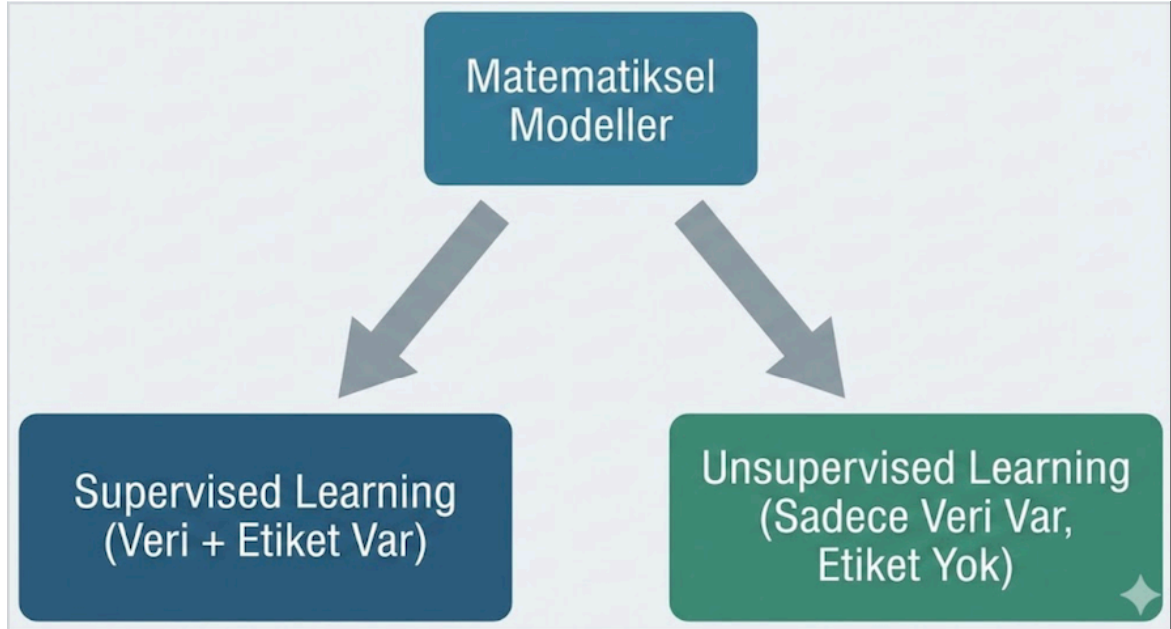 Matematiksel
Modeller
Supervised Learning
(Veri + Etiket Var)
Unsupervised Learning
(Sadece Veri Var,
Etiket Yok)